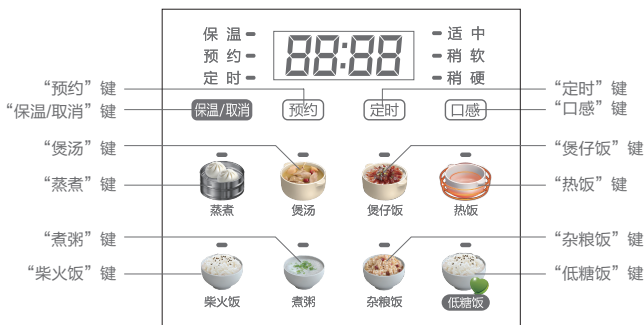 保温
适中
88:88
预约
稍软
定时
稍硬
“预约”键
“定时”键
“保温/取消”键
保温/取消
预约
定时
口感
“口感”键
“煲汤”键
“煲仔饭”键
“蒸煮”键
“热饭”键
蒸煮
煲汤
煲仔饭
热饭
“煮粥”键
“杂粮饭”键
“柴火饭”键
“低糖饭”键
柴火饭
煮粥
杂粮饭
低糖饭